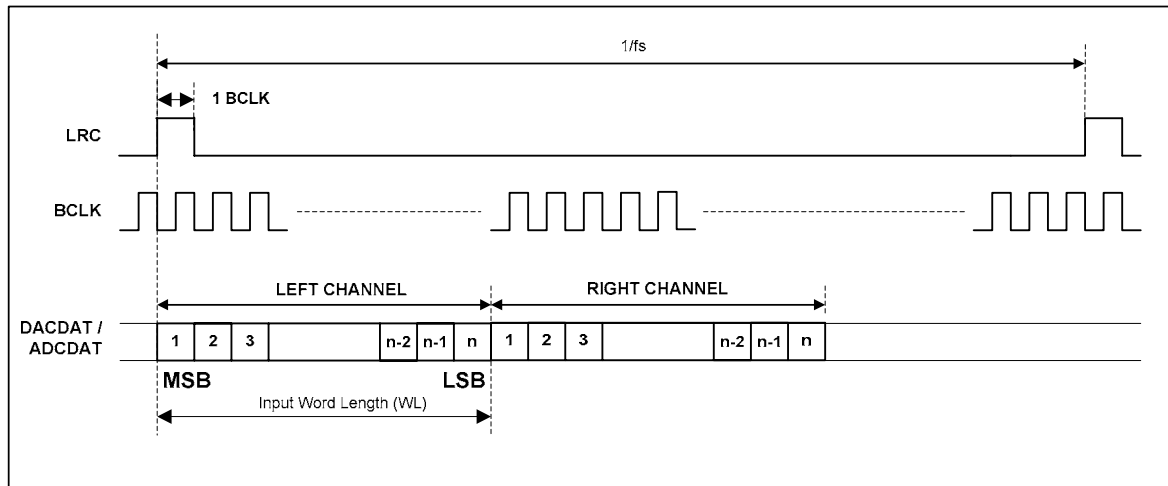 1/fs
1 BCLK
LRC
BCLK
LEFT CHANNEL RIGHT CHANNEL
DACDAT /
ADCDAT
1 2 3 n-2 n-1 n 1 2 3 n-2 n-1 n
MSB LSB
Input Word Length (WL)